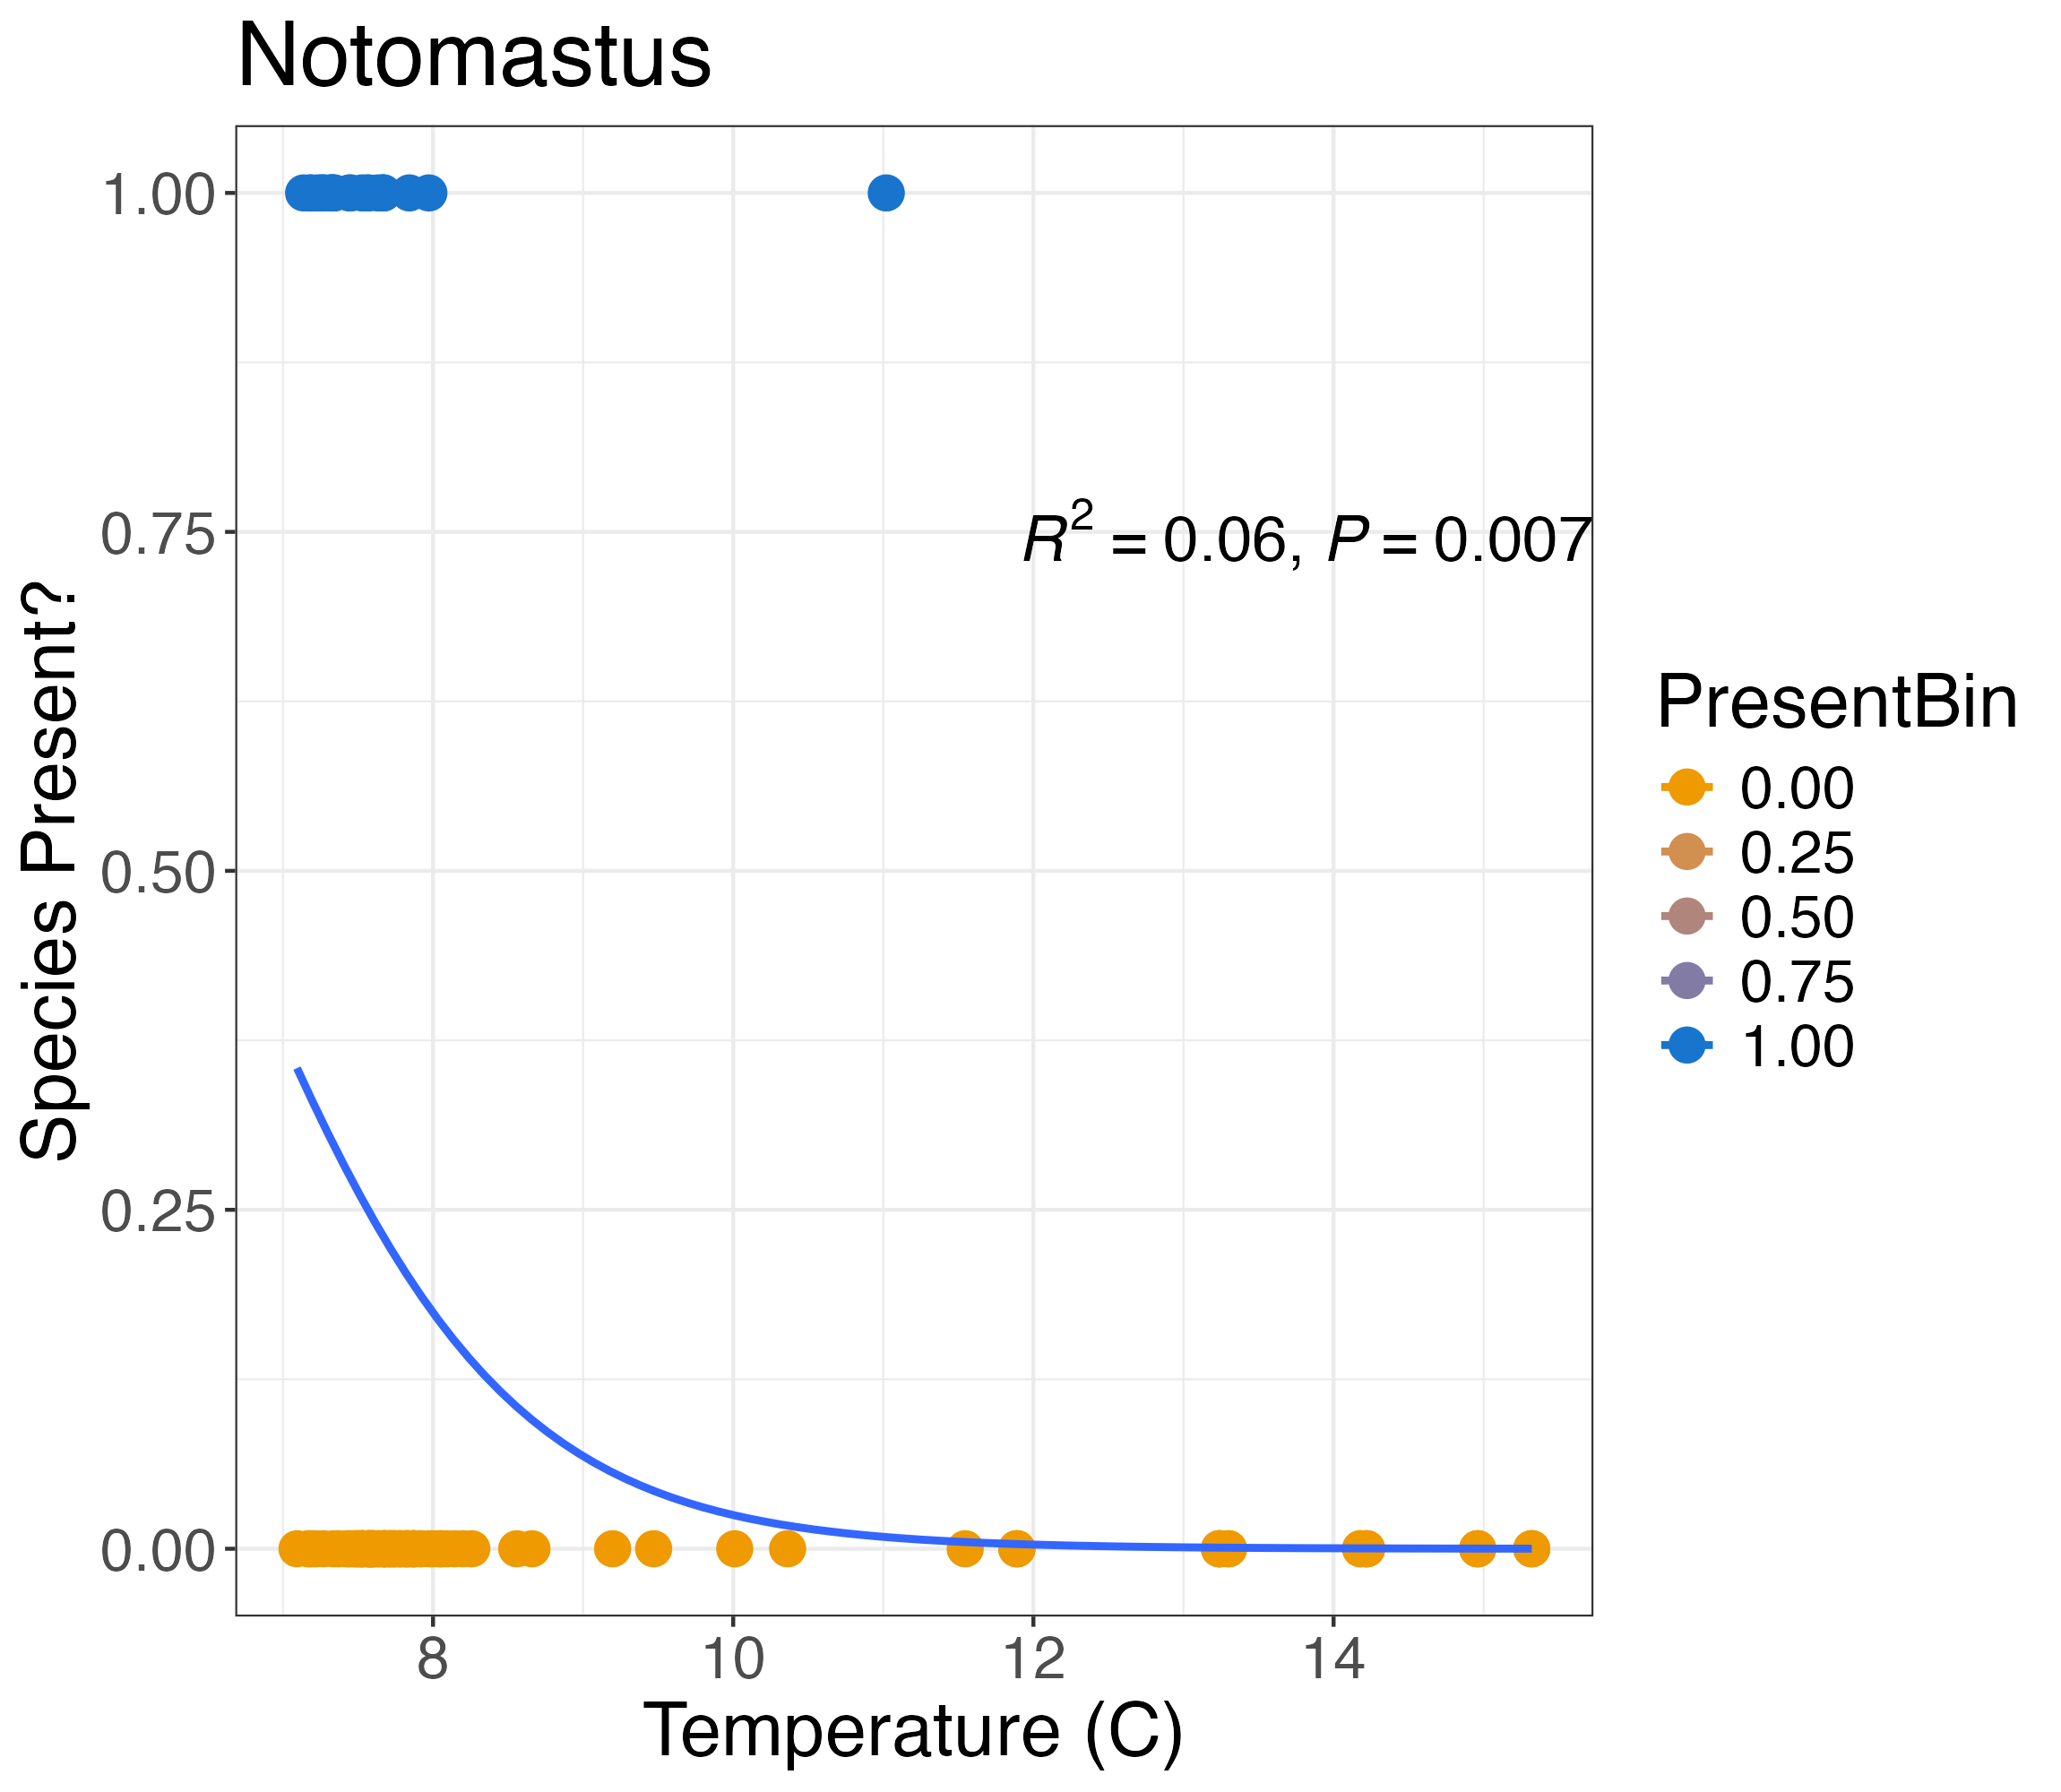 Notomastus
1.00
0.75
0.50
0.25
0.00
Species Present?
R² = 0.06, P = 0.007
8 10 12 14
Temperature (C)
PresentBin
0.00
0.25
0.50
0.75
1.00